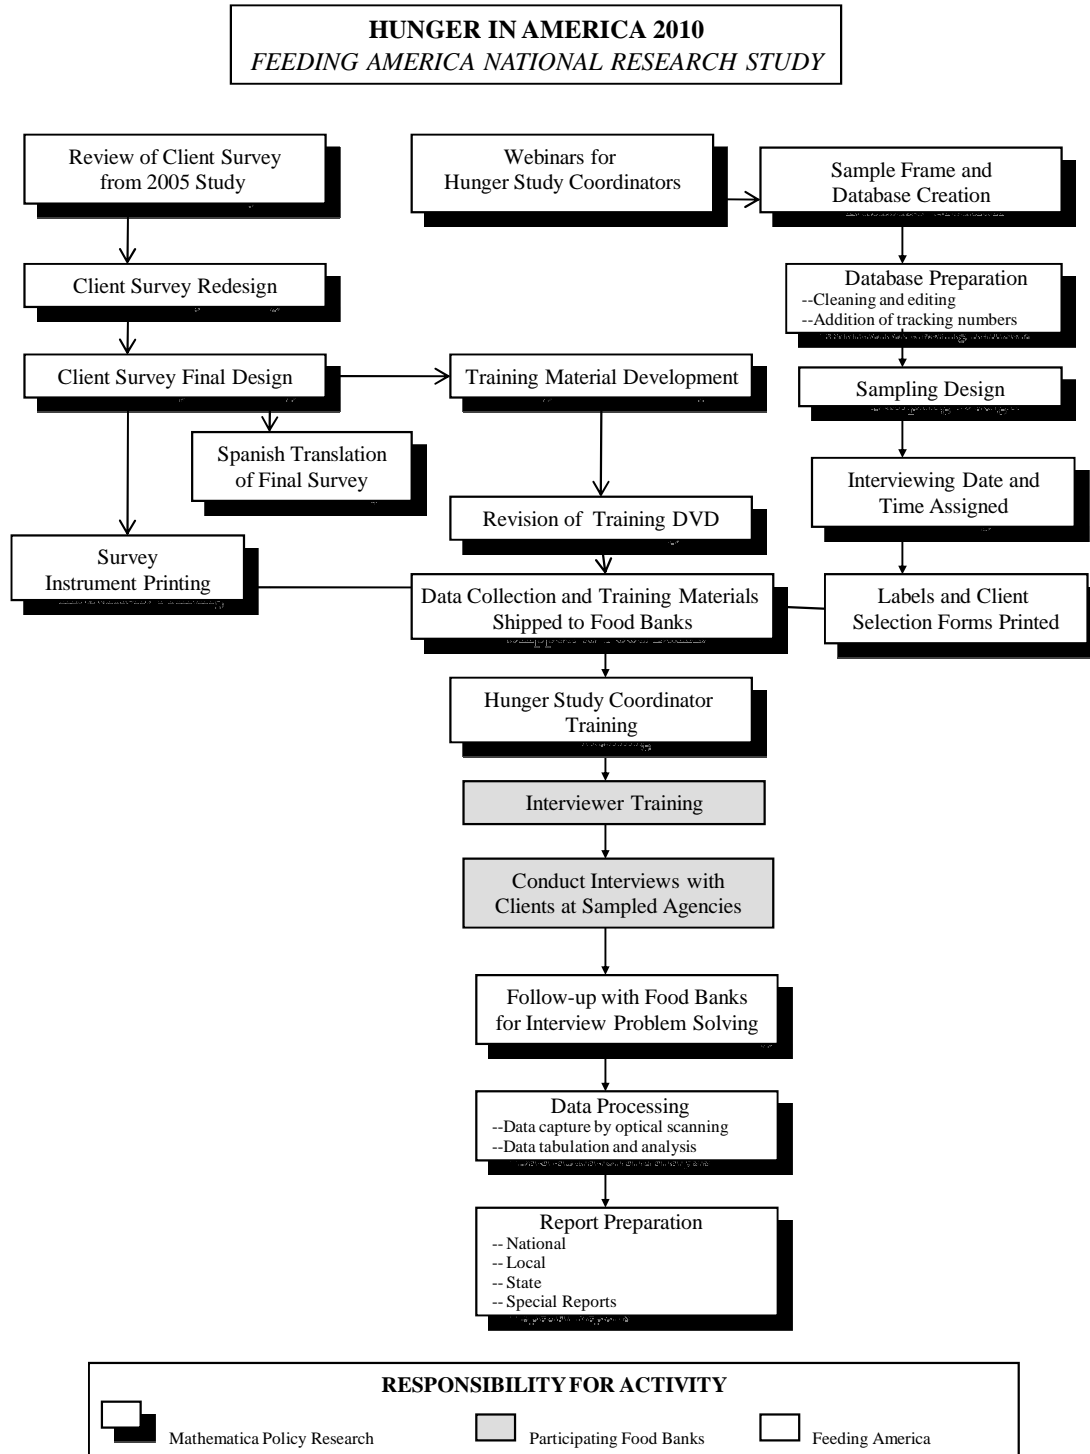 HUNGER IN AMERICA 2010
FEEDING AMERICA NATIONAL RESEARCH STUDY
Review of Client Survey
from 2005 Study
Webinars for
Hunger Study Coordinators
Sample Frame and
Database Creation
Client Survey Redesign
Database Preparation
--Cleaning and editing
--Addition of tracking numbers
Client Survey Final Design
Training Material Development
Sampling Design
Spanish Translation
of Final Survey
Interviewing Date and
Time Assigned
Revision of Training DVD
Survey
Instrument Printing
Data Collection and Training Materials
Shipped to Food Banks
Labels and Client
Selection Forms Printed
Hunger Study Coordinator
Training
Interviewer Training
Conduct Interviews with
Clients at Sampled Agencies
Follow-up with Food Banks
for Interview Problem Solving
Data Processing
--Data capture by optical scanning
--Data tabulation and analysis
Report Preparation
-- National
-- Local
-- State
-- Special Reports
RESPONSIBILITY FOR ACTIVITY
Mathematica Policy Research
Participating Food Banks
Feeding America